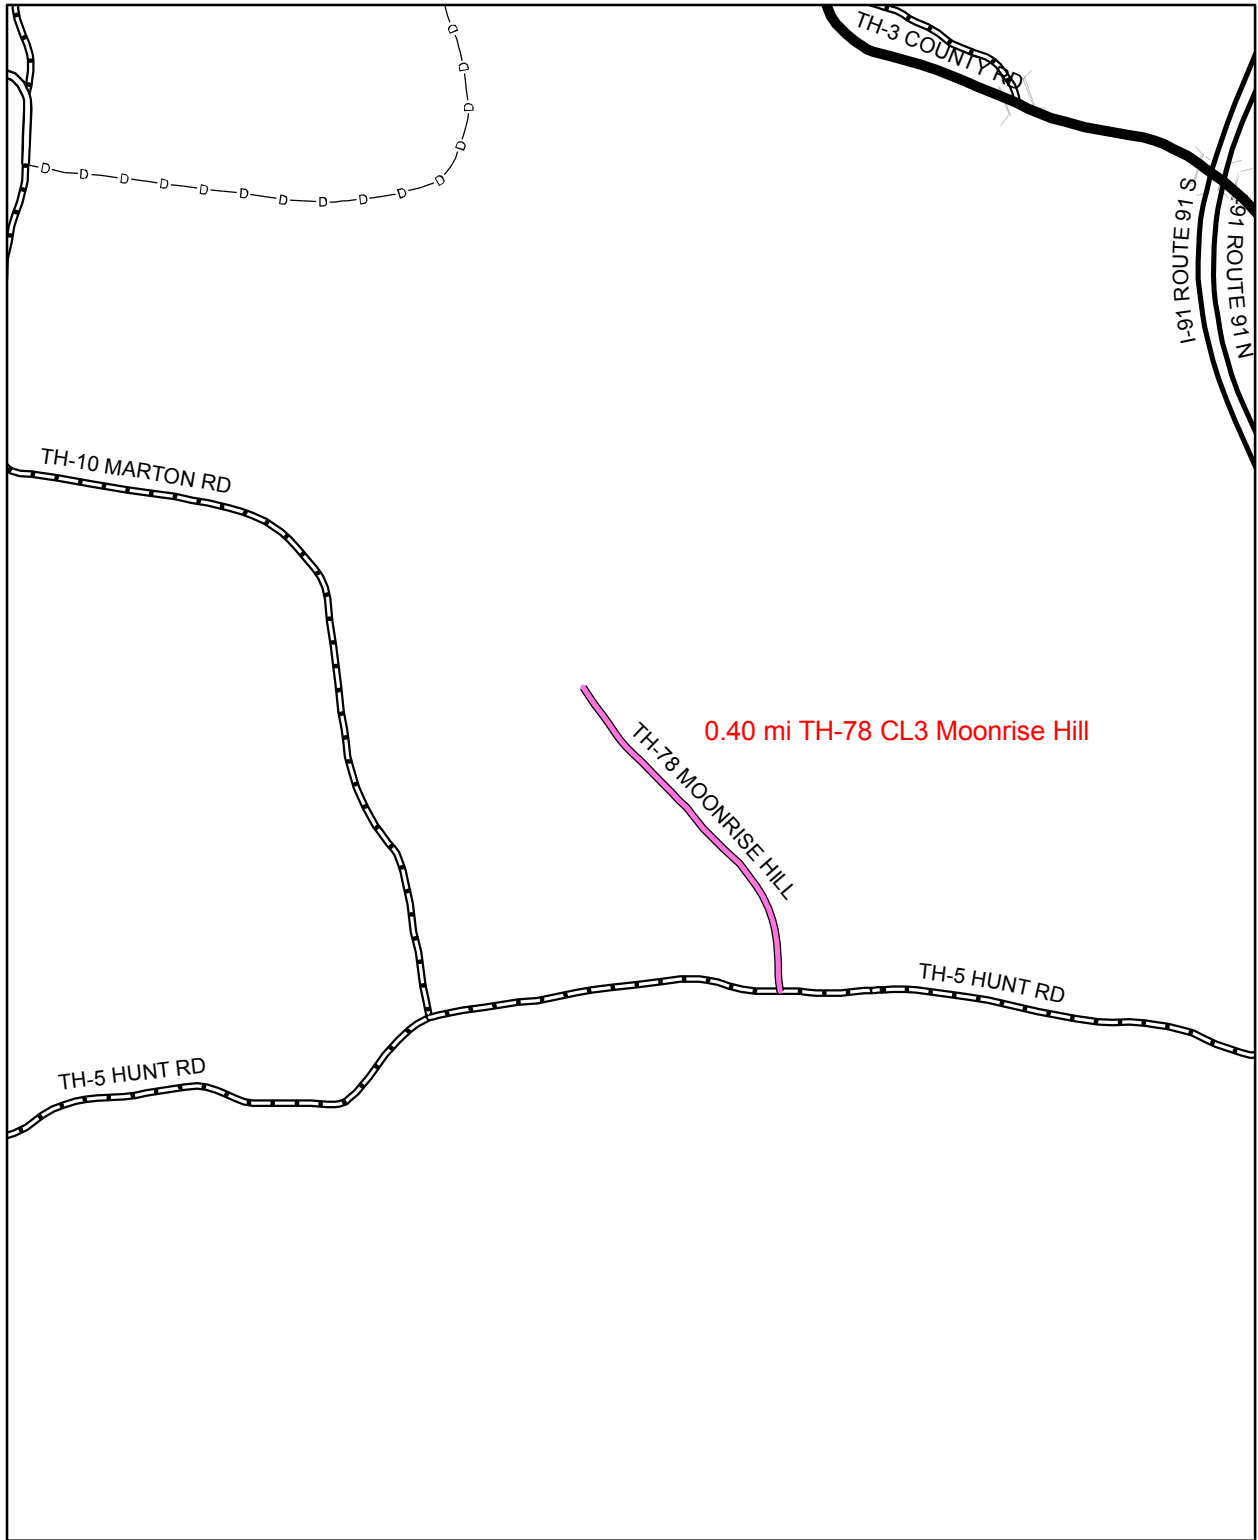 TH-3 COUNTY RD
I-91 ROUTE 91 S
-91 ROUTE 91 N
D D D D D D D D D D D D D D D D
TH-10 MARTON RD
0.40 mi TH-78 CL3 Moonrise Hill
TH-78 MOONRISE HILL
TH-5 HUNT RD
TH-5 HUNT RD